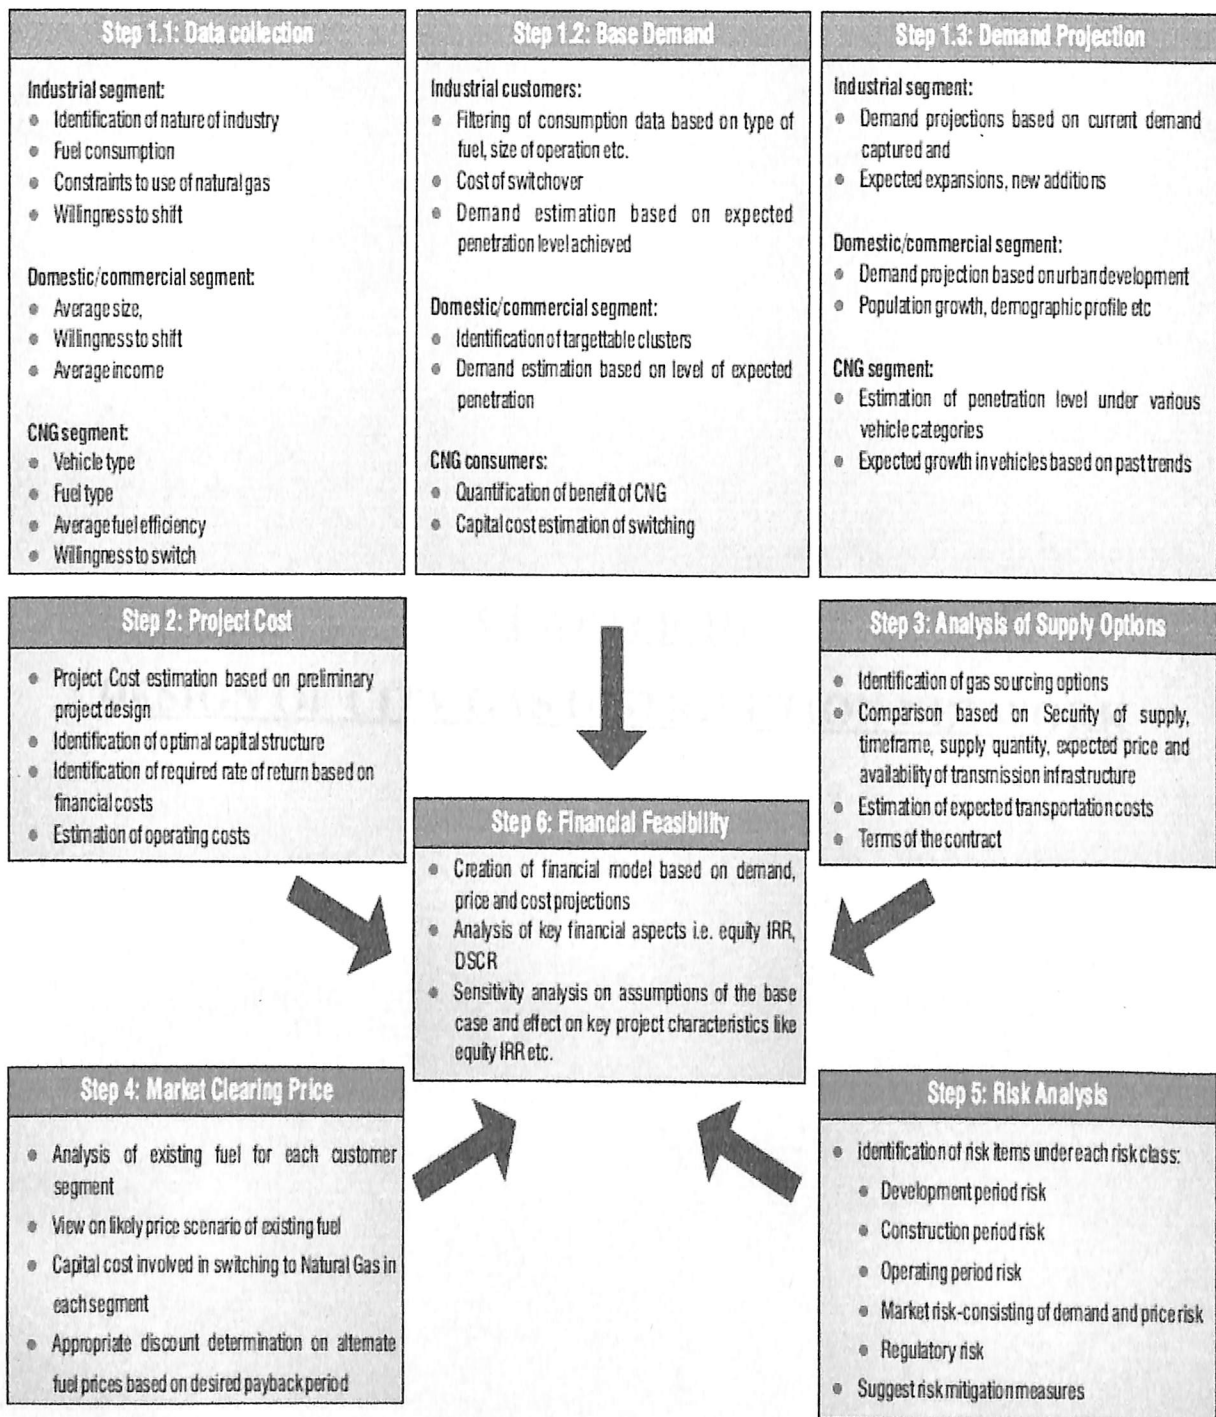 Step 1.1: Data collection
Industrial segment:
Identification of nature of industry
Fuel consumption
Constraints to use of natural gas
Willingness to shift
Domestic/commercial segment:
Average size,
Willingness to shift
Average income
CNG segment:
Vehicle type
Fuel type
Average fuel efficiency
Willingness to switch
Step 1.2: Base Demand
Industrial customers:
Filtering of consumption data based on type of
fuel, size of operation etc.
Cost of switchover
Demand estimation based on expected
penetration level achieved
Domestic/commercial segment:
Identification of targettable clusters
Demand estimation based on level of expected
penetration
CNG consumers:
Quantification of benefit of CNG
Capital cost estimation of switching
Step 1.3: Demand Projection
Industrial segment:
Demand projections based on current demand
captured and
Expected expansions, new additions
Domestic/commercial segment:
Demand projection based on urban development
Population growth, demographic profile etc
CNG segment:
Estimation of penetration level under various
vehicle categories
Expected growth in vehicles based on past trends
Step 2: Project Cost
Project Cost estimation based on preliminary
project design
Identification of optimal capital structure
Identification of required rate of return based on
financial costs
Estimation of operating costs
Step 3: Analysis of Supply Options
Identification of gas sourcing options
Comparison based on Security of supply,
timeframe, supply quantity, expected price and
availability of transmission infrastructure
Estimation of expected transportation costs
Terms of the contract
Step 6: Financial Feasibility
Creation of financial model based on demand,
price and cost projections
Analysis of key financial aspects i.e. equity IRR,
DSCR
Sensitivity analysis on assumptions of the base
case and effect on key project characteristics like
equity IRR etc.
Step 4: Market Clearing Price
Analysis of existing fuel for each customer
segment
View on likely price scenario of existing fuel
Capital cost involved in switching to Natural Gas in
each segment
Appropriate discount determination on alternate
fuel prices based on desired payback period
Step 5: Risk Analysis
identification of risk items under each risk class:
Development period risk
Construction period risk
Operating period risk
Market risk-consisting of demand and price risk
Regulatory risk
Suggest risk mitigation measures